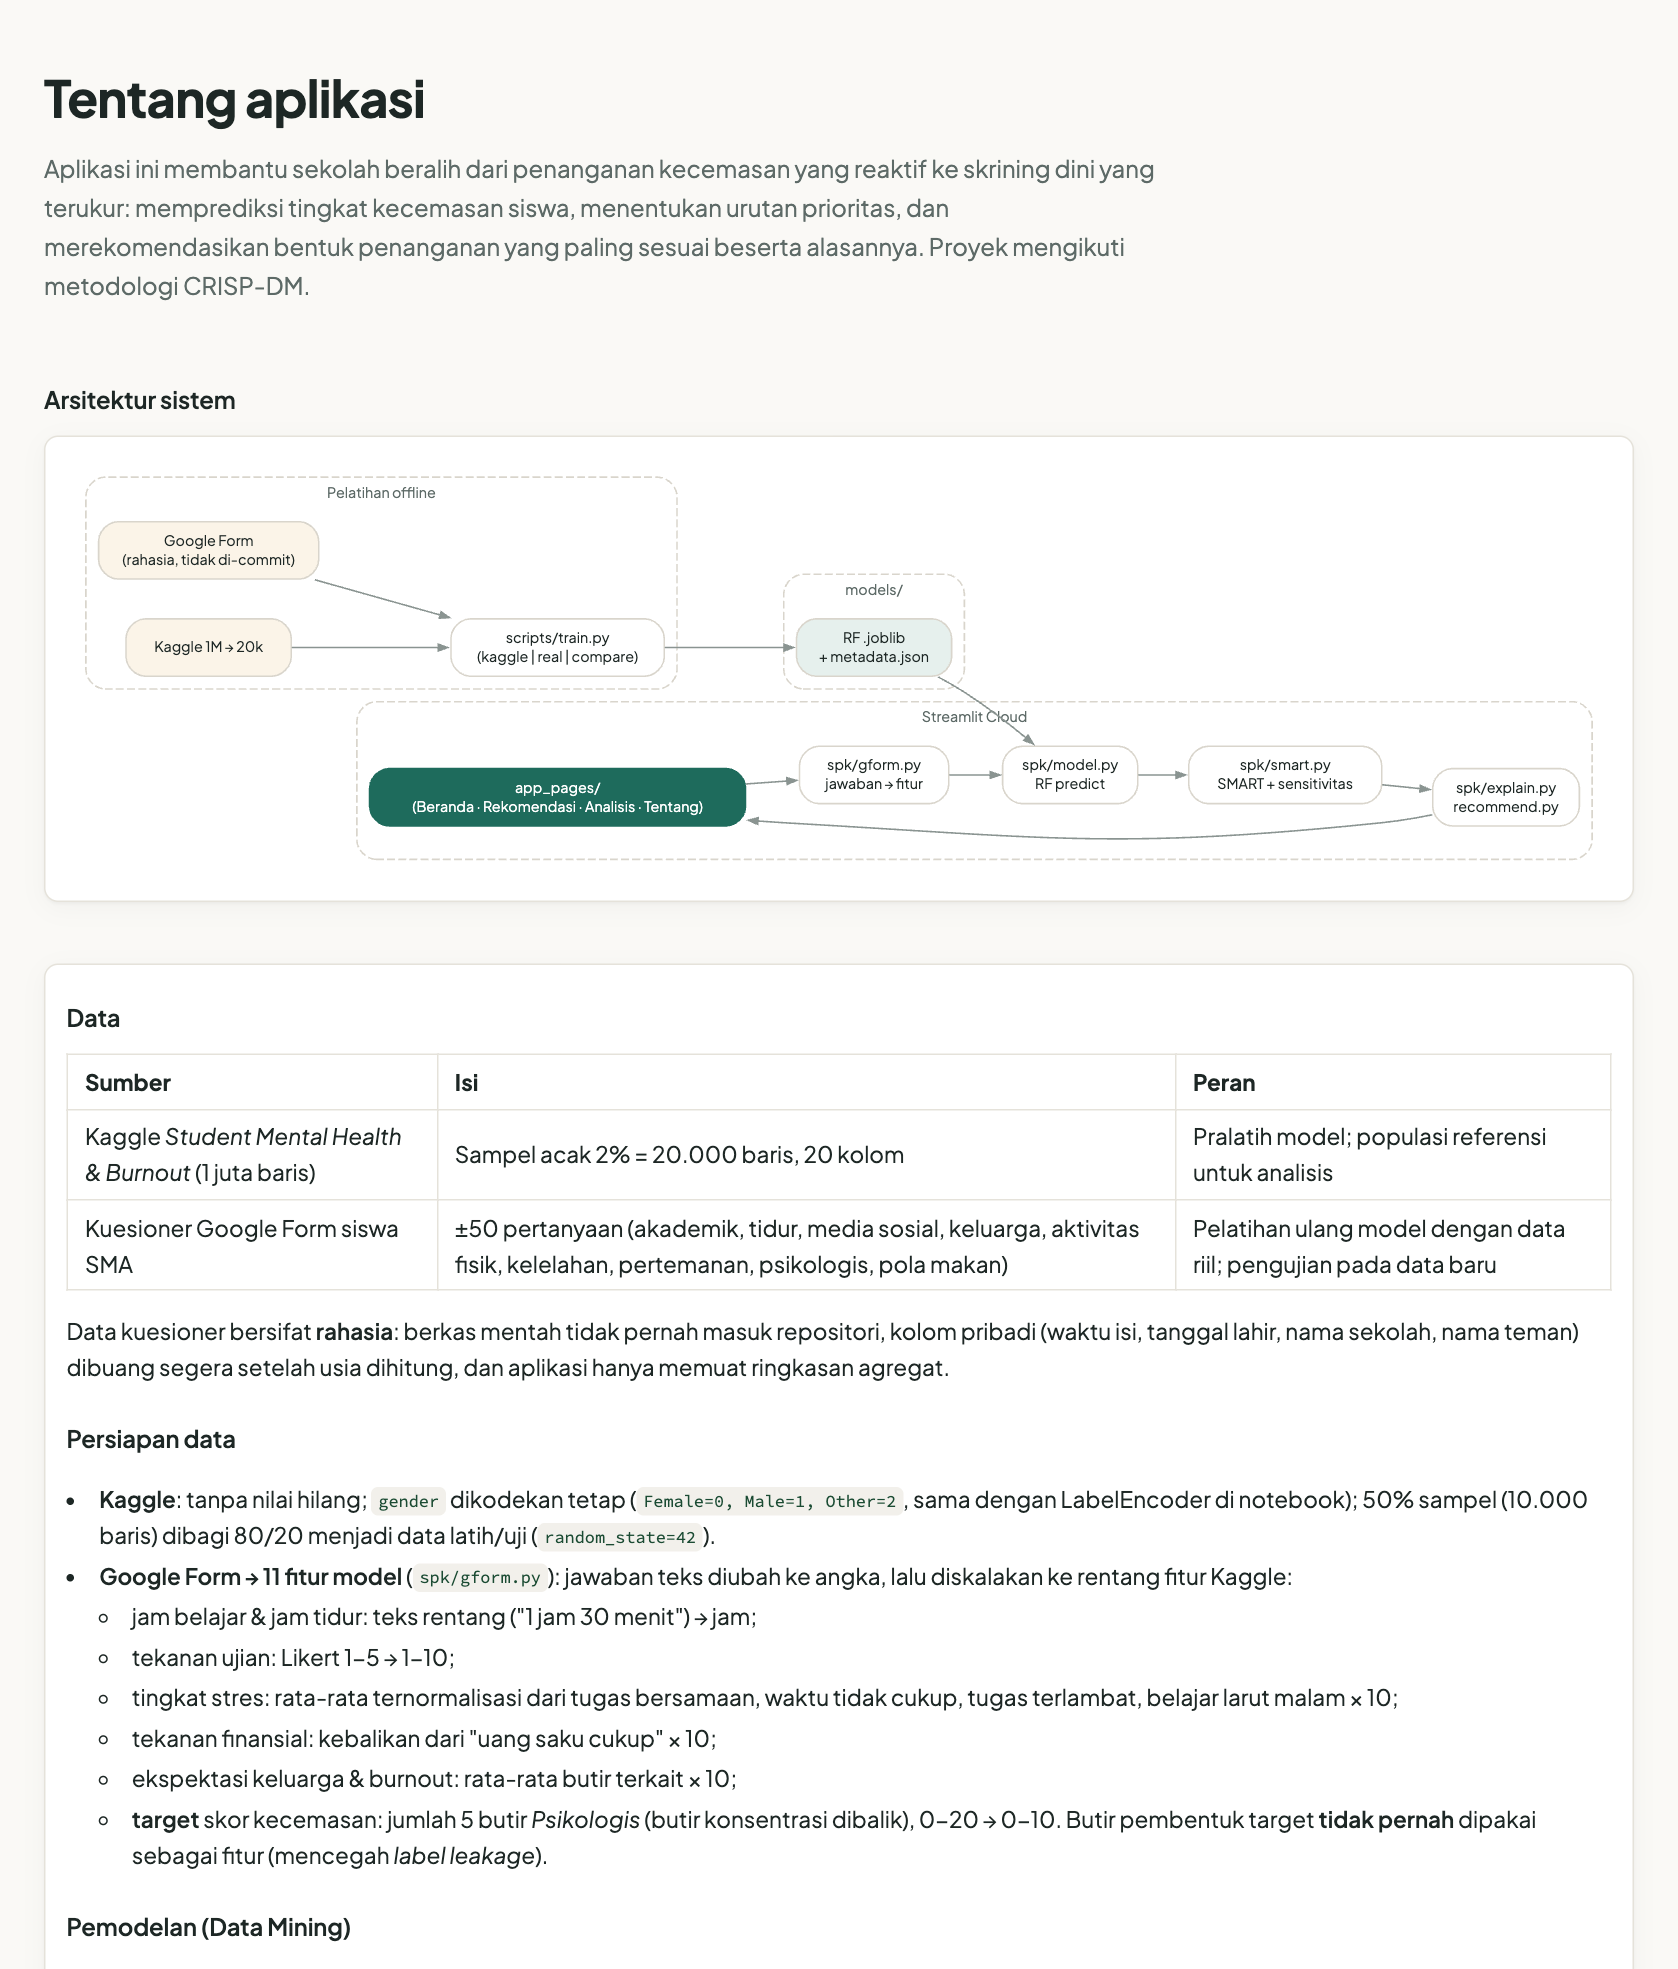 Tentang aplikasi
Aplikasi ini membantu sekolah beralih dari penanganan kecemasan yang reaktif ke skrining dini yang
terukur: memprediksi tingkat kecemasan siswa, menentukan urutan prioritas, dan
merekomendasikan bentuk penanganan yang paling sesuai beserta alasannya. Proyek mengikuti
metodologi CRISP-DM.
Arsitektur sistem
Pelatihan offline
Google Form
(rahasia, tidak di-commit)
Kaggle 1M → 20k
scripts/train.py
(kaggle | real | compare)
models/
RF .joblib
+ metadata.json
Streamlit Cloud
app_pages/
(Beranda · Rekomendasi · Analisis · Tentang)
spk/gform.py
jawaban → fitur
spk/model.py
RF predict
spk/smart.py
SMART + sensitivitas
spk/explain.py
recommend.py
Data
Sumber
Isi
Peran
Kaggle Student Mental Health
& Burnout (1 juta baris)
Sampel acak 2% = 20.000 baris, 20 kolom
Pralatih model; populasi referensi
untuk analisis
Kuesioner Google Form siswa
SMA
±50 pertanyaan (akademik, tidur, media sosial, keluarga, aktivitas
fisik, kelelahan, pertemanan, psikologis, pola makan)
Pelatihan ulang model dengan data
riil; pengujian pada data baru
Data kuesioner bersifat rahasia: berkas mentah tidak pernah masuk repositori, kolom pribadi (waktu isi, tanggal lahir, nama sekolah, nama teman)
dibuang segera setelah usia dihitung, dan aplikasi hanya memuat ringkasan agregat.
Persiapan data
• Kaggle: tanpa nilai hilang; gender dikodekan tetap (Female=0, Male=1, Other=2, sama dengan LabelEncoder di notebook); 50% sampel (10.000
baris) dibagi 80/20 menjadi data latih/uji (random_state=42).
• Google Form → 11 fitur model (spk/gform.py): jawaban teks diubah ke angka, lalu diskalakan ke rentang fitur Kaggle:
◦ jam belajar & jam tidur: teks rentang ("1 jam 30 menit") → jam;
◦ tekanan ujian: Likert 1–5 → 1–10;
◦ tingkat stres: rata-rata ternormalisasi dari tugas bersamaan, waktu tidak cukup, tugas terlambat, belajar larut malam × 10;
◦ tekanan finansial: kebalikan dari "uang saku cukup" × 10;
◦ ekspektasi keluarga & burnout: rata-rata butir terkait × 10;
◦ target skor kecemasan: jumlah 5 butir Psikologis (butir konsentrasi dibalik), 0–20 → 0–10. Butir pembentuk target tidak pernah dipakai
sebagai fitur (mencegah label leakage).
Pemodelan (Data Mining)